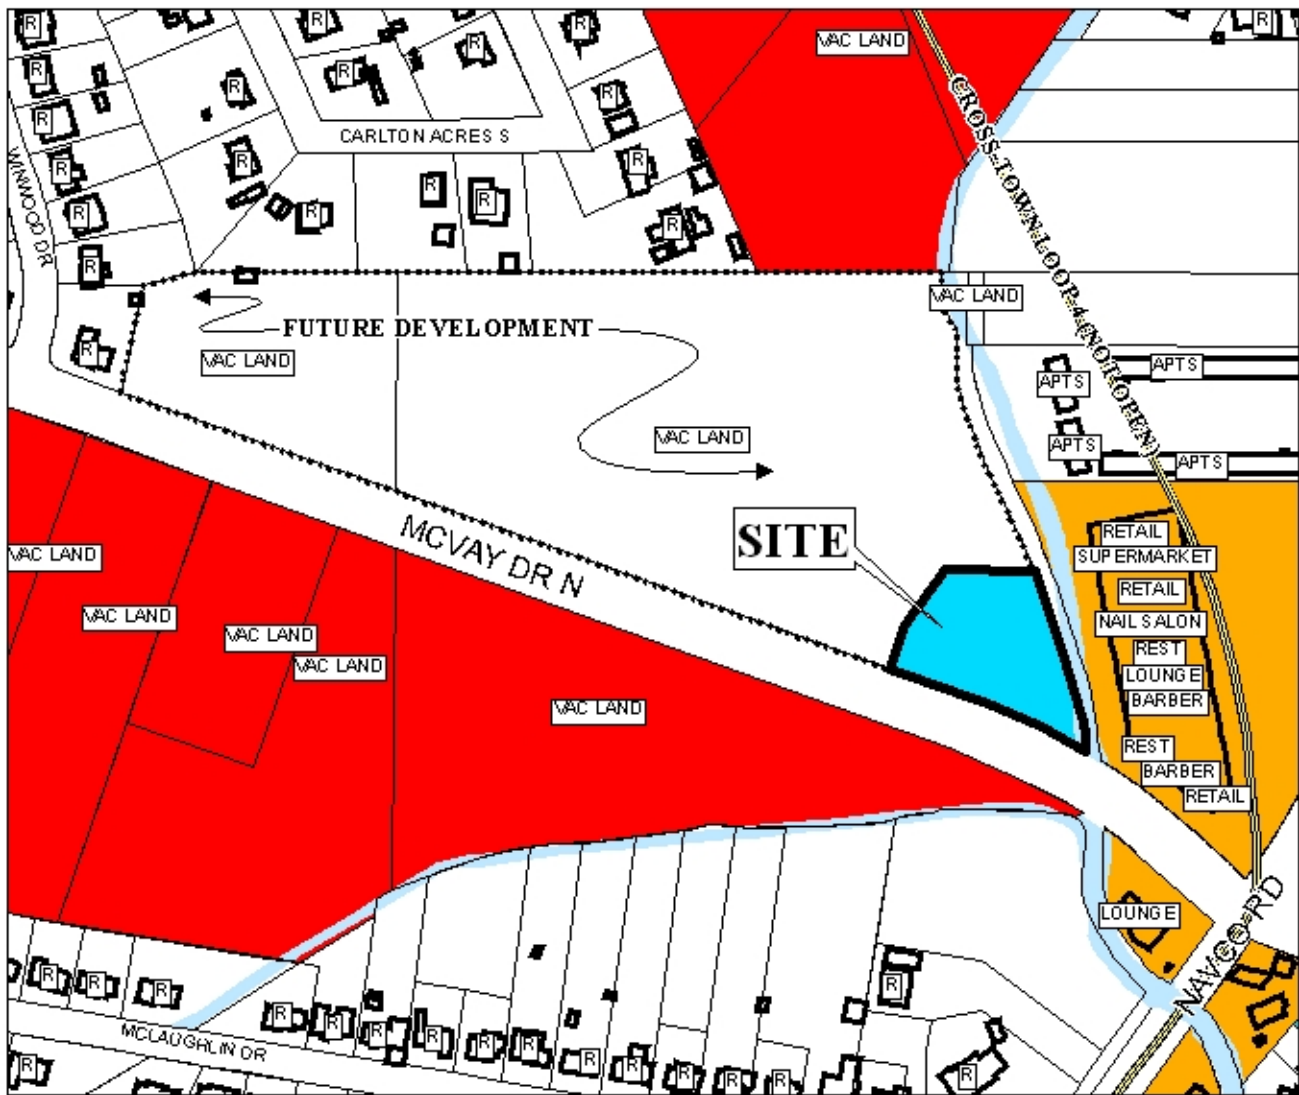 R
R
R
VAC LAND
R
R
R
R
R
R
R
CARLTON ACRES S
CROSS-TOWN LOOP-4 (NOT OPEN)
R
R
R
R
R
WINWOOD DR
R
R
R
R
R
VAC LAND
FUTURE DEVELOPMENT
R
VAC LAND
APTS
APTS
VAC LAND
APTS
APTS
SITE
MCVAY DR N
RETAIL
SUPERMARKET
VAC LAND
RETAIL
VAC LAND
NAIL SALON
VAC LAND
REST
VAC LAND
LOUNGE
BARBER
VAC LAND
REST
BARBER
RETAIL
LOUNGE
NAVCO RD
R
R
R
R
R
R
R
R
MCLAUGHLIN DR
R
R
R
R
R
R
R
R
R